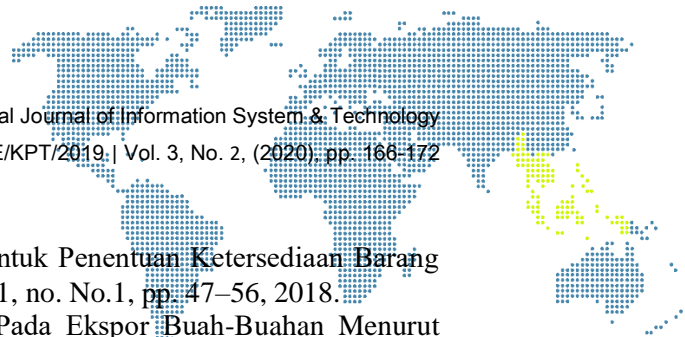 al Journal of Information System & Technology
E/KPT/2019 | Vol. 3, No. 2, (2020), pp. 166-172
ntuk Penentuan Ketersediaan Barang
1, no. No.1, pp. 47–56, 2018.
Pada Ekspor Buah-Buahan Menurut